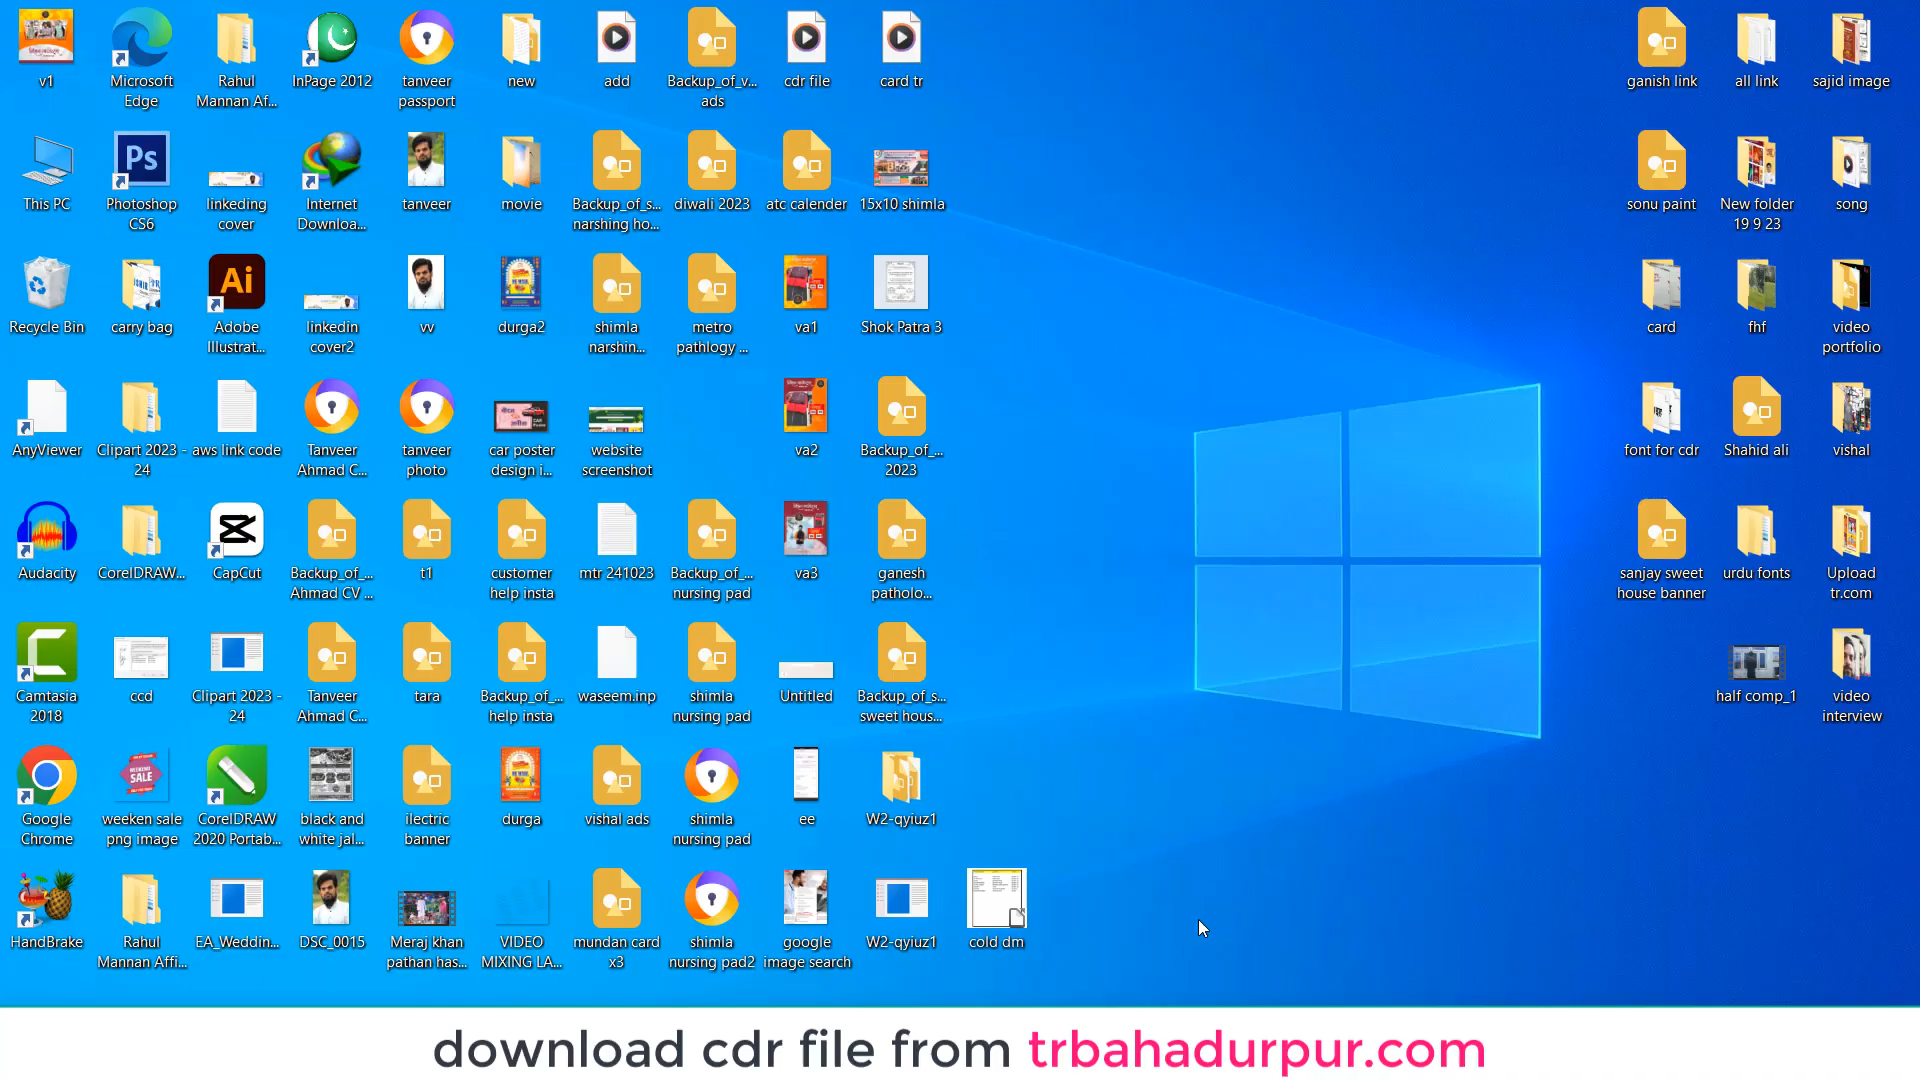 v1
Microsoft
Edge
Rahul
Mannan Af...
InPage 2012
tanveer
passport
new
add
Backup_of_v...
ads
cdr file
card tr
ganish link
all link
sajid image
This PC
Ps
Photoshop
CS6
linkeding
cover
Internet
Downloa...
tanveer
movie
Backup_of_s...
narshing ho...
diwali 2023
atc calender
15x10 shimla
sonu paint
New folder
19 9 23
song
Recycle Bin
carry bag
Ai
Adobe
Illustrat...
linkedin
cover2
vv
durga2
shimla
narshin...
metro
pathlogy ...
va1
Shok Patra 3
card
fhf
video
portfolio
AnyViewer
Clipart 2023 -
24
aws link code
Tanveer
Ahmad C...
tanveer
photo
car poster
design i...
website
screenshot
va2
Backup_of_...
2023
font for cdr
Shahid ali
vishal
Audacity
CorelDRAW...
CapCut
Backup_of_...
Ahmad CV ...
t1
customer
help insta
mtr 241023
Backup_of_...
nursing pad
va3
ganesh
patholo...
sanjay sweet
house banner
urdu fonts
Upload
tr.com
Camtasia
2018
ccd
Clipart 2023 -
24
Tanveer
Ahmad C...
tara
Backup_of_...
help insta
waseem.inp
shimla
nursing pad
Untitled
Backup_of_s...
sweet hous...
half comp_1
video
interview
Google
Chrome
SALE
weeken sale
png image
CorelDRAW
2020 Portab...
black and
white jal...
ilectric
banner
durga
vishal ads
shimla
nursing pad
ee
W2-qyiuz1
HandBrake
Rahul
Mannan Affi...
EA_Weddin...
DSC_0015
Meraj khan
pathan has...
VIDEO
MIXING LA...
mundan card
x3
shimla
nursing pad2
google
image search
W2-qyiuz1
cold dm
download cdr file from trbahadurpur.com